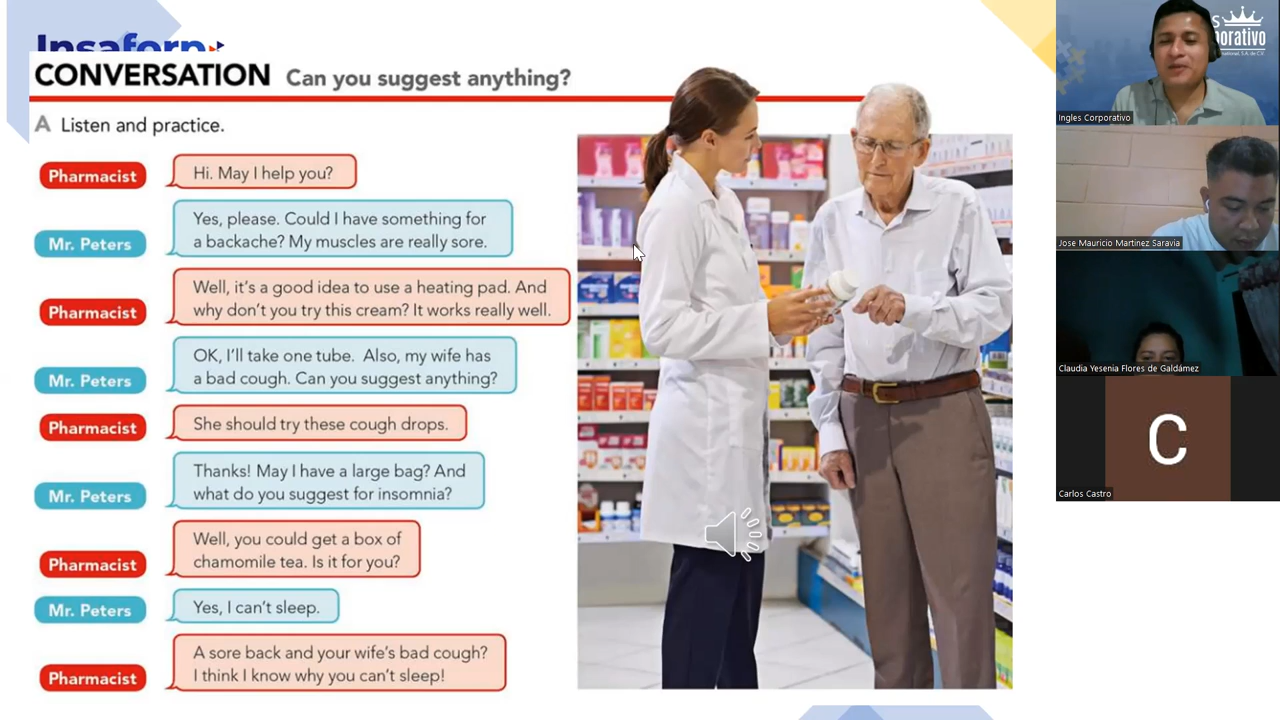 Insaforp
CONVERSATION Can you suggest anything?
A Listen and practice.
Pharmacist
Hi. May I help you?
Mr. Peters
Yes, please. Could I have something for
a backache? My muscles are really sore.
Pharmacist
Well, it's a good idea to use a heating pad. And
why don't you try this cream? It works really well.
Mr. Peters
OK, I'll take one tube. Also, my wife has
a bad cough. Can you suggest anything?
Pharmacist
She should try these cough drops.
Mr. Peters
Thanks! May I have a large bag? And
what do you suggest for insomnia?
Pharmacist
Well, you could get a box of
chamomile tea. Is it for you?
Mr. Peters
Yes, I can't sleep.
Pharmacist
A sore back and your wife's bad cough?
I think I know why you can't sleep!
Ingles Corporativo
Jose Mauricio Martinez Saravia
Claudia Yesenia Flores de Galdámez
C
Carlos Castro